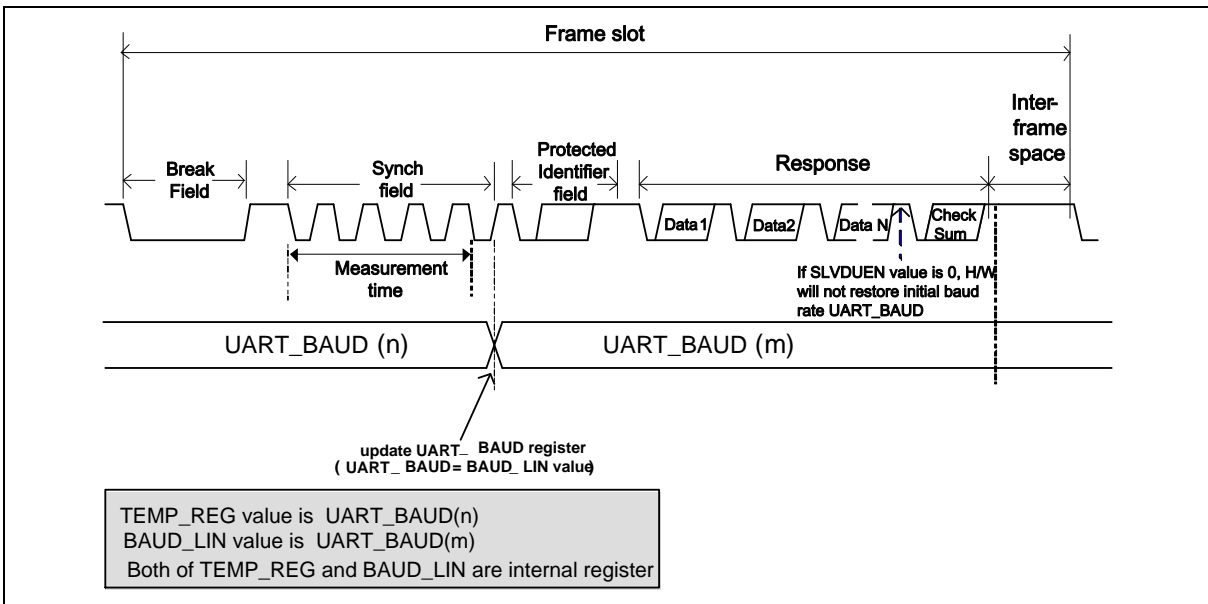 Frame slot
Inter-
frame
space
Break
Field
Synch
field
Protected
Identifier
field
Response
Data1
Data2
Data N
Check
Sum
Measurement
time
If SLVDUEN value is 0, H/W
will not restore initial baud
rate UART_BAUD
UART_BAUD (n)
UART_BAUD (m)
update UART_ BAUD register
( UART_ BAUD= BAUD_ LIN value)
TEMP_REG value is UART_BAUD(n)
BAUD_LIN value is UART_BAUD(m)
Both of TEMP_REG and BAUD_LIN are internal register